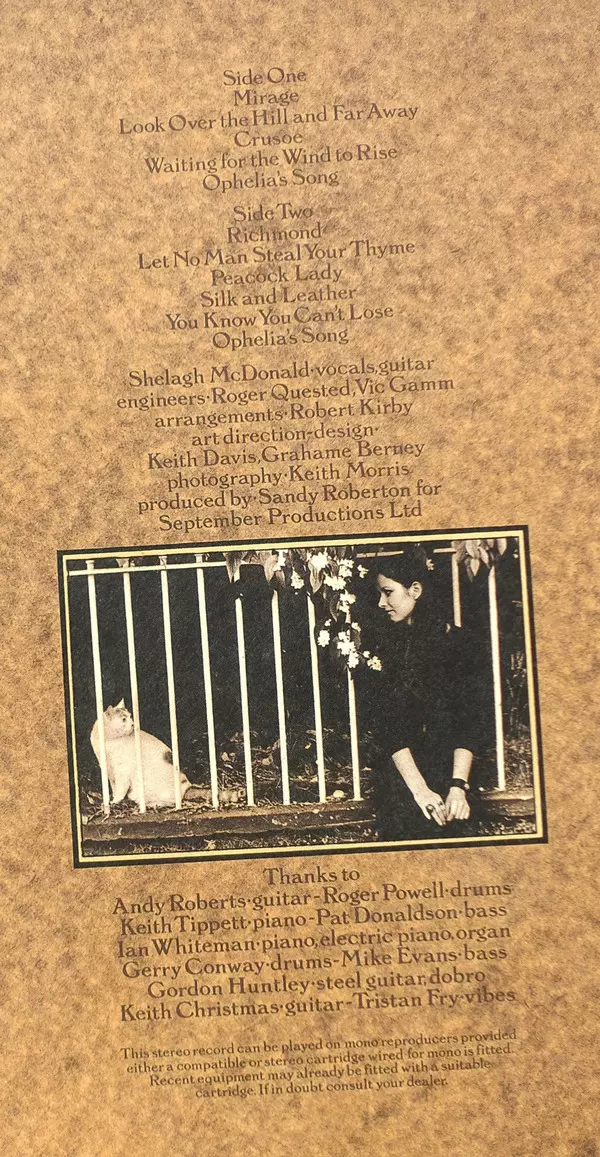 Side One
Mirage
Look Over the Hill and Far Away
Crusoe
Waiting for the Wind to Rise
Ophelia's Song
Side Two
Richmond
Let No Man Steal Your Thyme
Peacock Lady
Silk and Leather
You Know You Can't Lose
Ophelia's Song
Shelagh McDonald·vocals,guitar
engineers·Roger Quested,Vic Gamm
arrangements·Robert Kirby
art direction-design·
Keith Davis,Grahame Berney
photography·Keith Morris
produced by·Sandy Roberton for
September Productions Ltd
Thanks to
Andy Roberts·guitar-Roger Powell·drums
Keith Tippett·piano-Pat Donaldson·bass
Ian Whiteman·piano,electric piano,organ
Gerry Conway·drums-Mike Evans·bass
Gordon Huntley·steel guitar,dobro
Keith Christmas·guitar-Tristan Fry·vibes
This stereo record can be played on mono reproducers provided
either a compatible or stereo cartridge wired for mono is fitted.
Recent equipment may already be fitted with a suitable
cartridge. If in doubt consult your dealer.